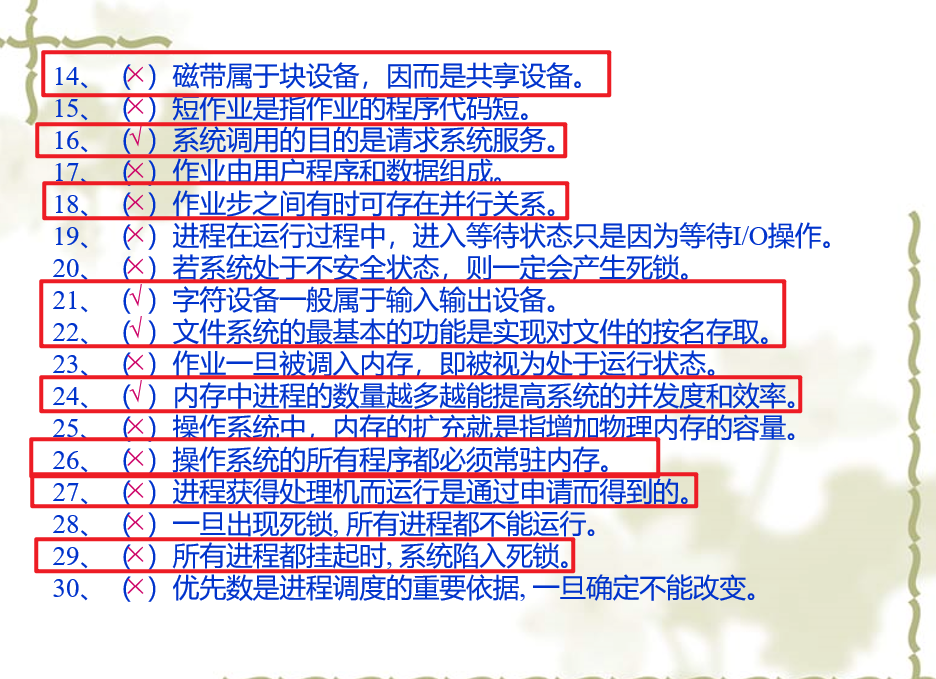 14、（×）磁带属于块设备，因而是共享设备。
15、（×）短作业是指作业的程序代码短。
16、（√）系统调用的目的是请求系统服务。
17、（×）作业由用户程序和数据组成。
18、（×）作业步之间有时可存在并行关系。
19、（×）进程在运行过程中，进入等待状态只是因为等待I/O操作。
20、（×）若系统处于不安全状态，则一定会产生死锁。
21、（√）字符设备一般属于输入输出设备。
22、（√）文件系统的最基本的功能是实现对文件的按名存取。
23、（×）作业一旦被调入内存，即被视为处于运行状态。
24、（√）内存中进程的数量越多越能提高系统的并发度和效率。
25、（×）操作系统中，内存的扩充就是指增加物理内存的容量。
26、（×）操作系统的所有程序都必须常驻内存。
27、（×）进程获得处理机而运行是通过申请而得到的。
28、（×）一旦出现死锁, 所有进程都不能运行。
29、（×）所有进程都挂起时, 系统陷入死锁。
30、（×）优先数是进程调度的重要依据, 一旦确定不能改变。